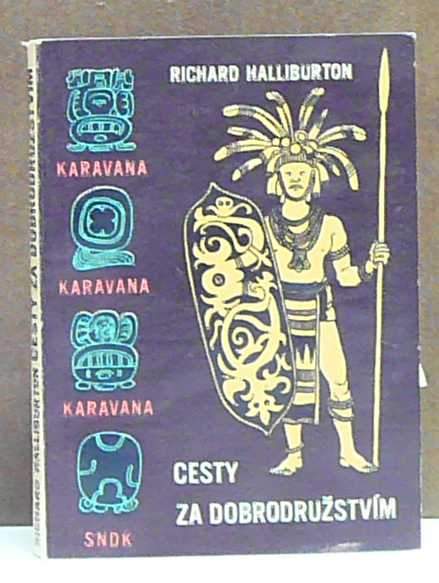 RICHARD HALLIBURTON
KARAVANA
KARAVANA
KARAVANA
SNDK
CESTY
ZA DOBRODRUŽSTVÍM
RICHARD HALLIBURTON CESTY ZA DOBRODRUŽSTVÍM